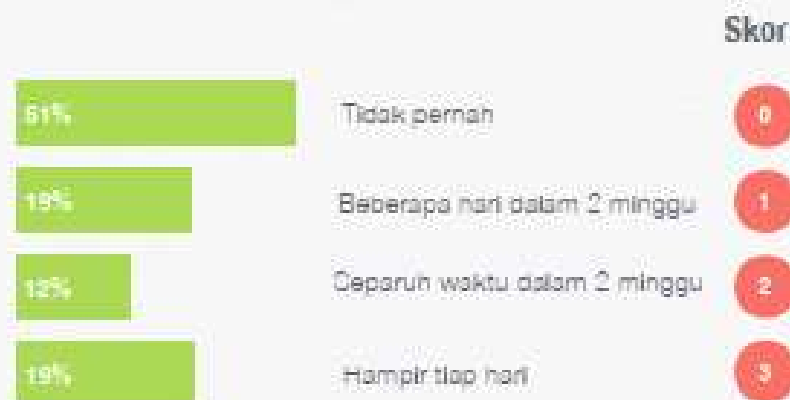 Skor
51% Tidak pernah 0
19% Beberapa hari dalam 2 minggu 1
Separuh waktu dalam 2 minggu 2
19% Hampir tiap hari 3